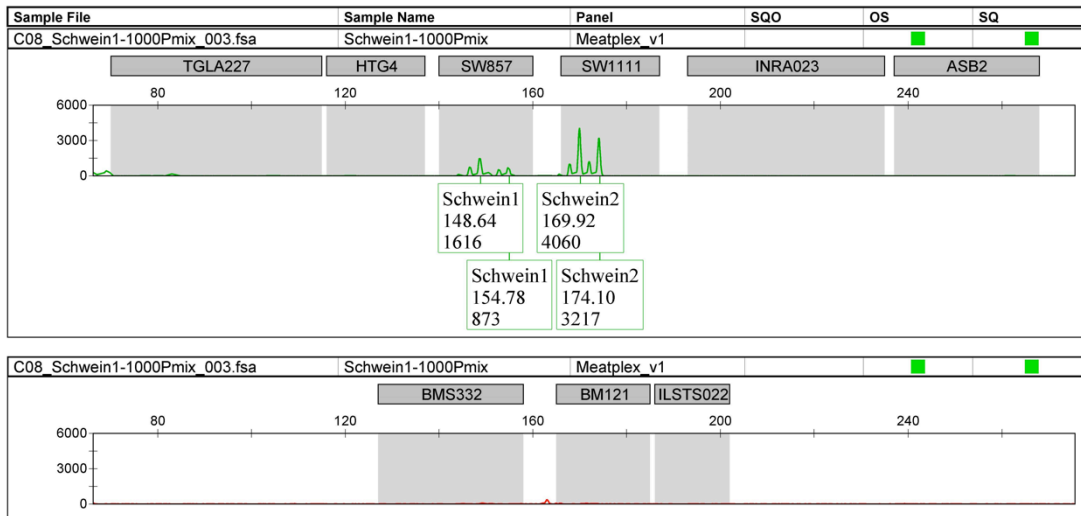 Sample File Sample Name Panel SQO OS SQ
C08_Schwein1-1000Pmix_003.fsa Schwein1-1000Pmix Meatplex_v1
TGLA227 HTG4 SW857 SW1111 INRA023 ASB2
80 120 160 200 240
6000
3000
0
Schwein1 Schwein2
148.64 169.92
1616 4060
Schwein1 Schwein2
154.78 174.10
873 3217
C08_Schwein1-1000Pmix_003.fsa Schwein1-1000Pmix Meatplex_v1
BMS332 BM121 ILSTS022
80 120 160 200 240
6000
3000
0